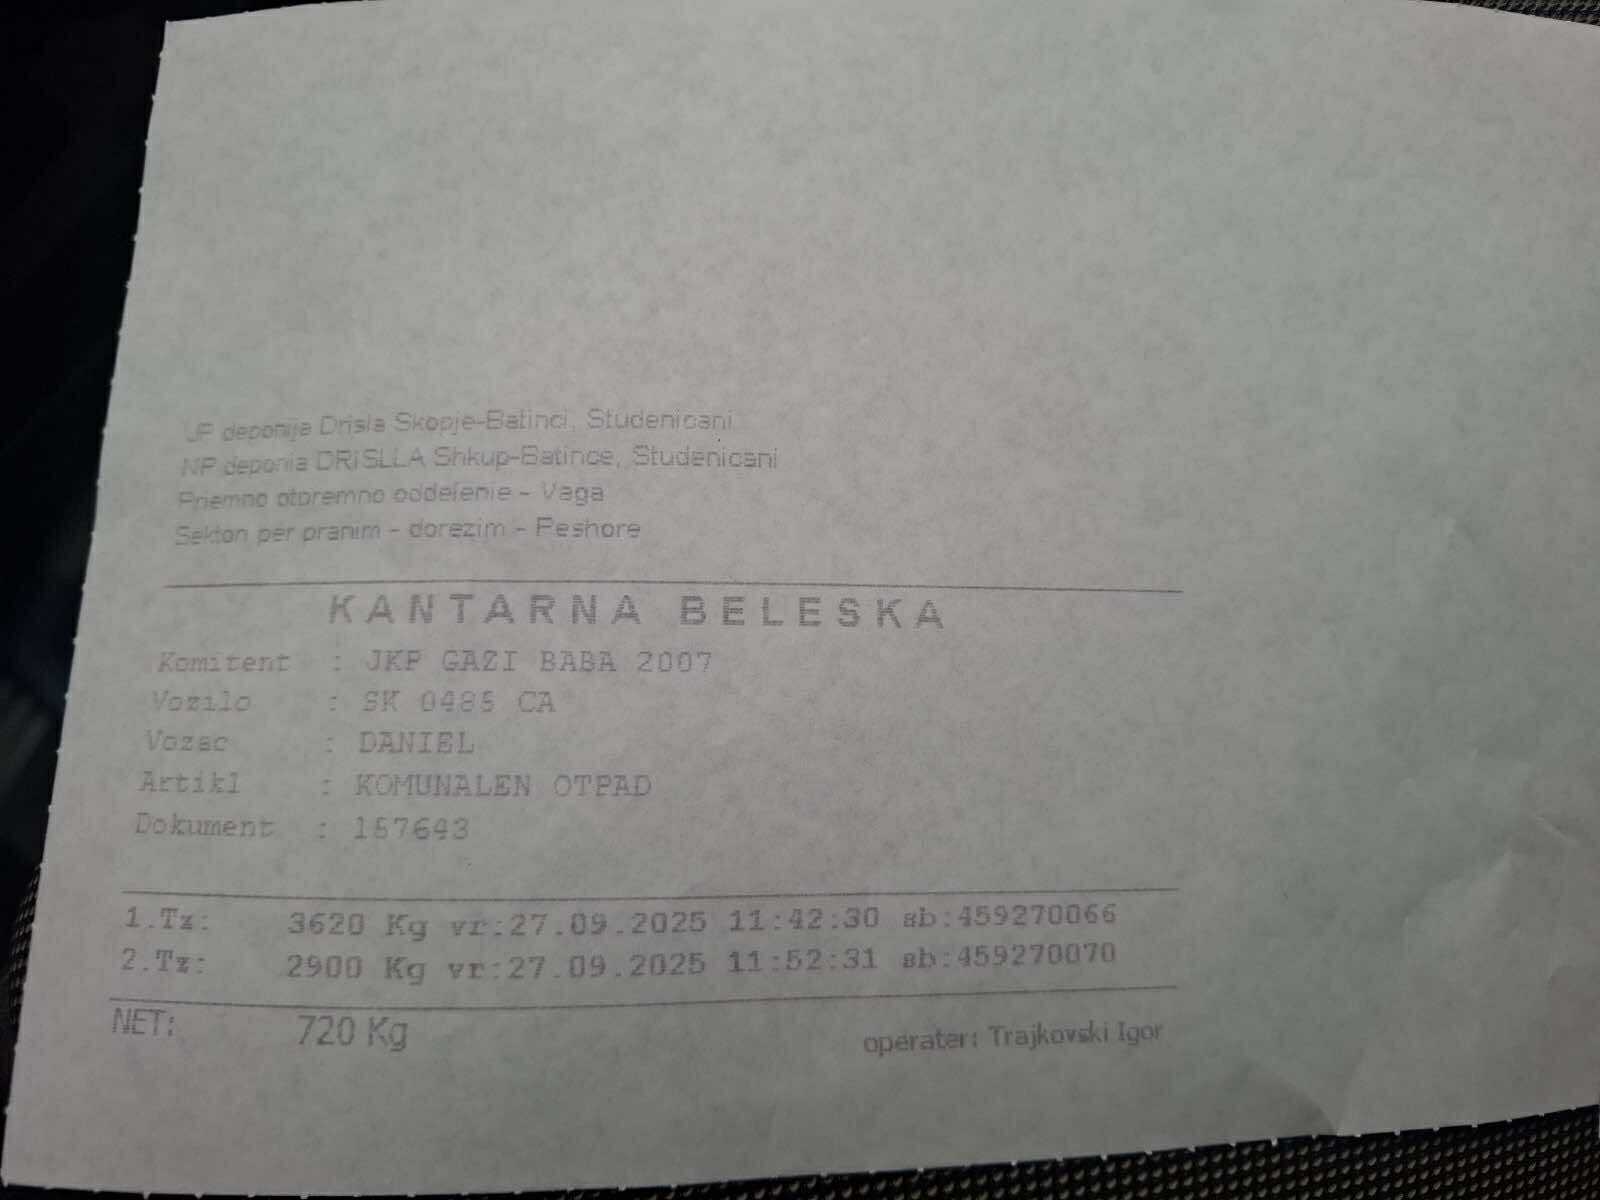 JP deponija Drisla Skopje-Batinci, Studenicani
NP deponia DRISLLA Shkup-Batince, Studenicani
Priemno otpremno oddelenie - Vaga
Sekton per pranim - dorezim - Peshore
KANTARNA BELESKA
Komitent : JKP GAZI BABA 2007
Vozilo : SK 0485 CA
Vozac : DANIEL
Artikl : KOMUNALEN OTPAD
Dokument : 157643
1.Tz: 3620 Kg vr:27.09.2025 11:42:30 ab:459270066
2.Tz: 2900 Kg vr:27.09.2025 11:52:31 ab:459270070
NET: 720 Kg operater: Trajkovski Igor